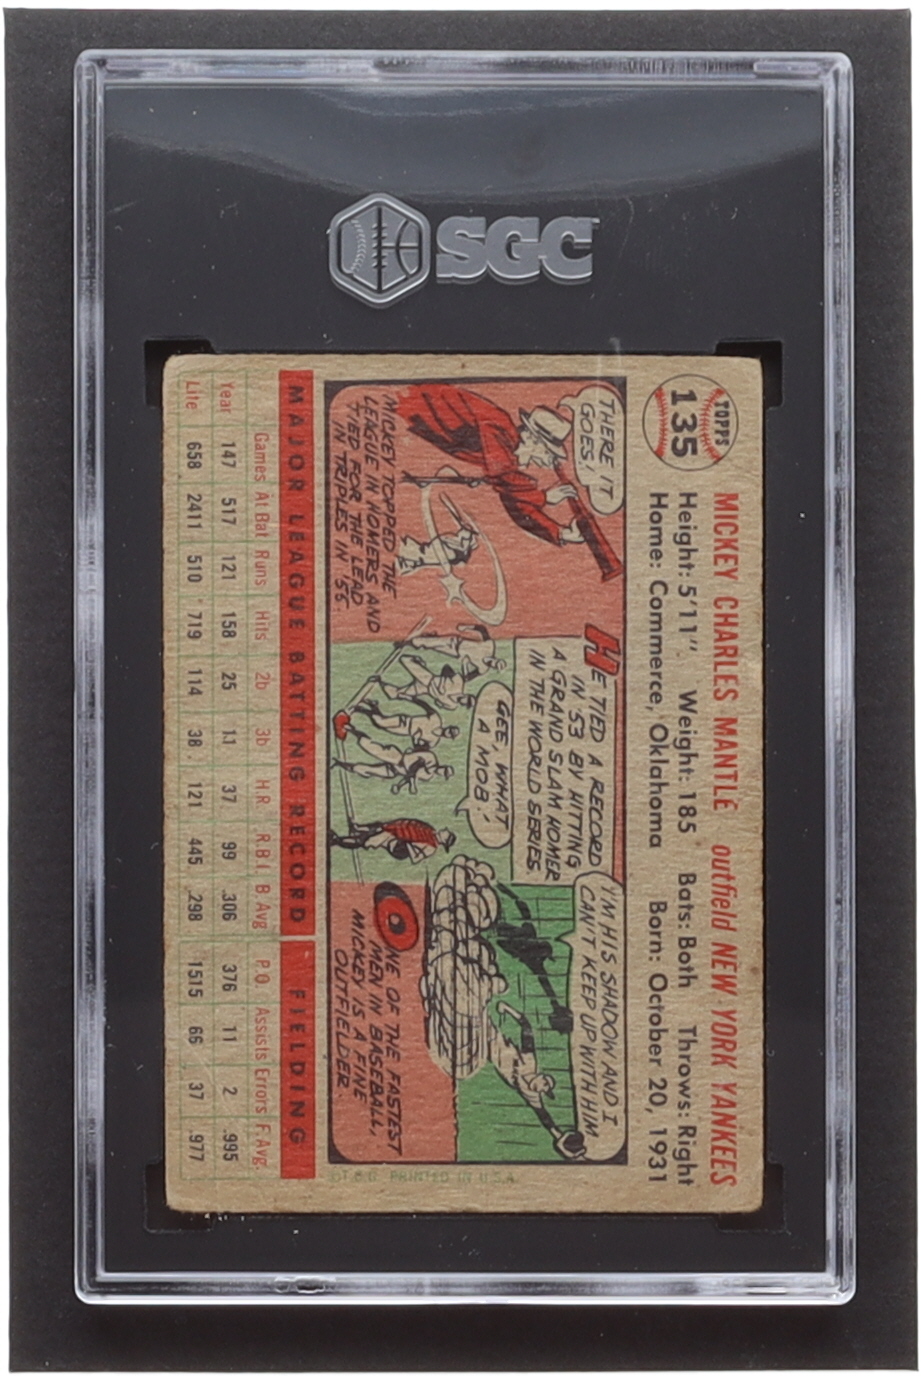 SGC
TOPPS
135
MICKEY CHARLES MANTLE outfield NEW YORK YANKEES
Height: 5'11" Weight: 185 Bats: Both Throws: Right
Home: Commerce, Oklahoma Born: October 20, 1931
THERE IT
GOES!
MICKEY TOPPED THE
LEAGUE IN HOMERS AND
TIED FOR THE LEAD
IN TRIPLES IN '55.
HE TIED A RECORD
IN '53 BY HITTING
A GRAND SLAM HOMER
IN THE WORLD SERIES.
GEE, WHAT
A MOB!
I'M HIS SHADOW AND I
CAN'T KEEP UP WITH HIM
ONE OF THE FASTEST
MEN IN BASEBALL,
MICKEY IS A FINE
OUTFIELDER.
©T.C.G. PRINTED IN U.S.A.
MAJOR LEAGUE BATTING RECORD FIELDING
Games At Bat Runs Hits 2b 3b H R R.B.I. B. Avg P.O. Assists Errors F. Avg.
Year 147 517 121 158 25 11 37 99 .306 376 11 2 .995
Life 658 2411 510 719 114 38 121 445 .298 1515 66 37 .977